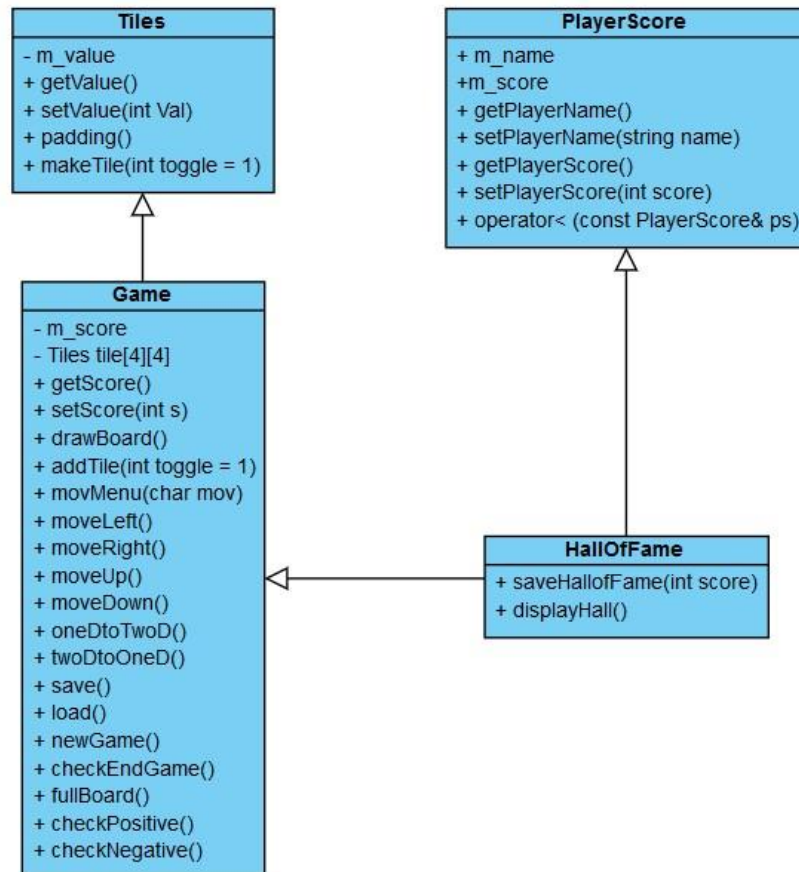 Tiles
- m_value
+ getValue()
+ setValue(int Val)
+ padding()
+ makeTile(int toggle = 1)
PlayerScore
+ m_name
+m_score
+ getPlayerName()
+ setPlayerName(string name)
+ getPlayerScore()
+ setPlayerScore(int score)
+ operator< (const PlayerScore& ps)
Game
- m_score
- Tiles tile[4][4]
+ getScore()
+ setScore(int s)
+ drawBoard()
+ addTile(int toggle = 1)
+ movMenu(char mov)
+ moveLeft()
+ moveRight()
+ moveUp()
+ moveDown()
+ oneDtoTwoD()
+ twoDtoOneD()
+ save()
+ load()
+ newGame()
+ checkEndGame()
+ fullBoard()
+ checkPositive()
+ checkNegative()
HallOfFame
+ saveHallofFame(int score)
+ displayHall()